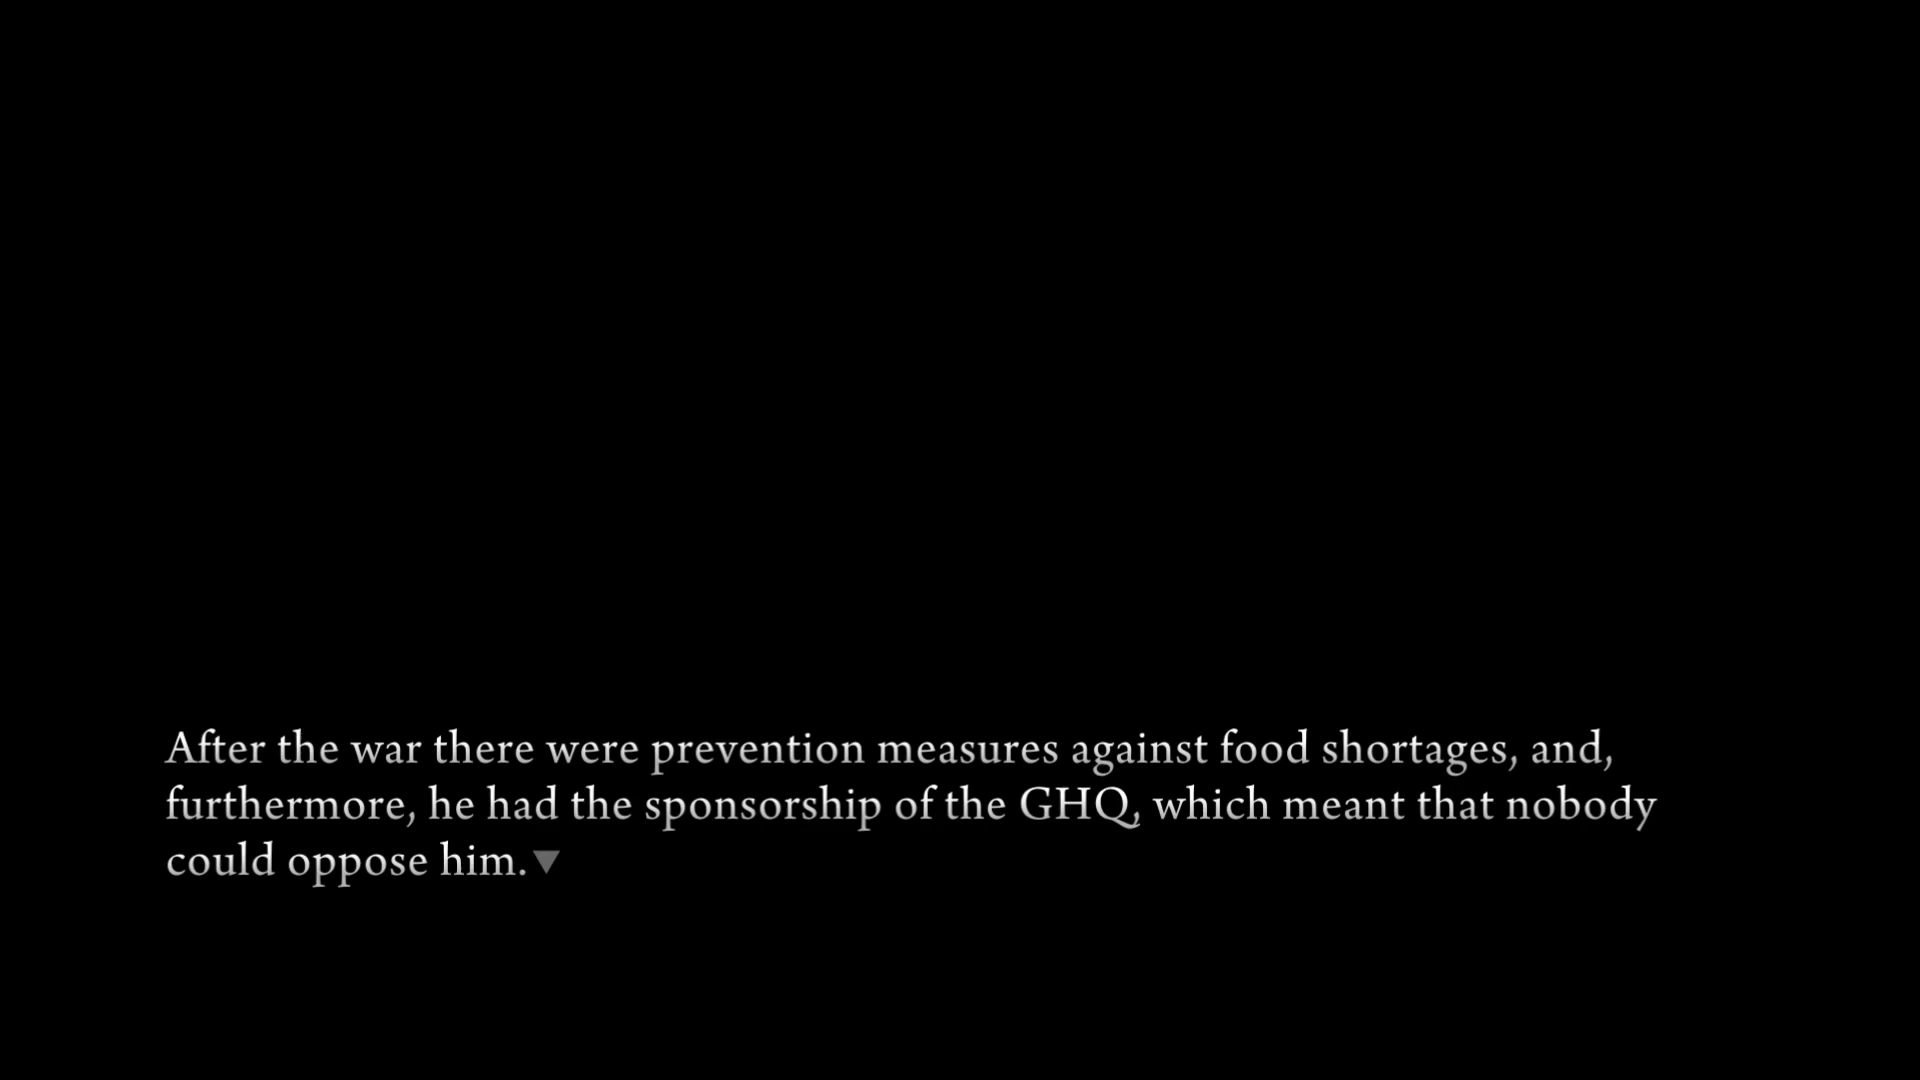 After the war there were prevention measures against food shortages, and,
furthermore, he had the sponsorship of the GHQ, which meant that nobody
could oppose him.